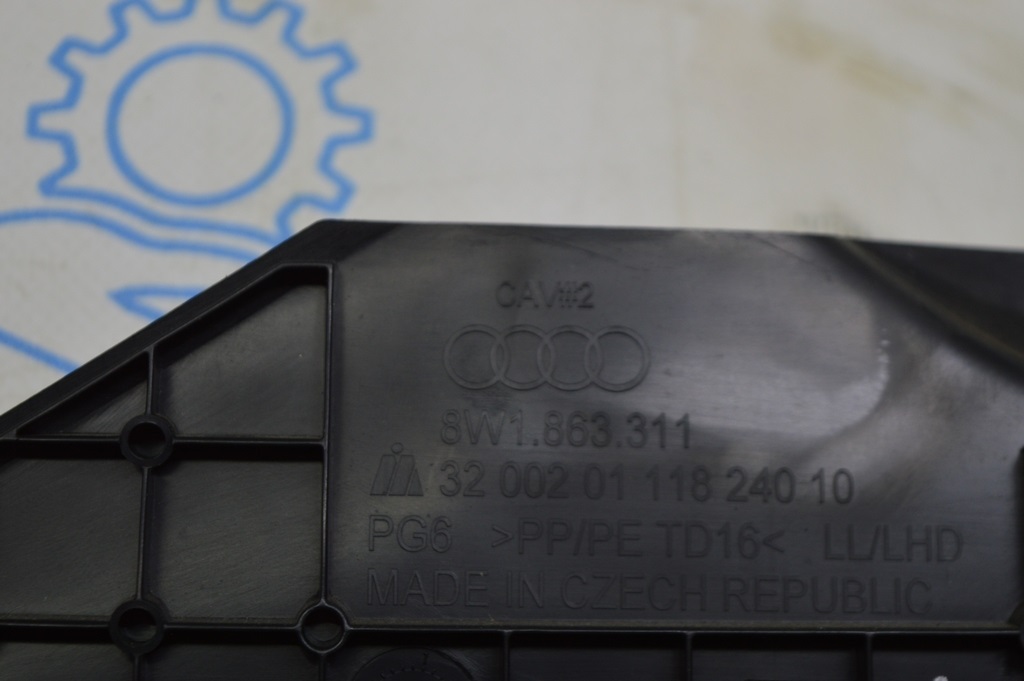 CAV#2
8W1.863.311
32 002 01 118 240 10
PG6 >PP/PE TD16< LL/LHD
MADE IN CZECH REPUBLIC